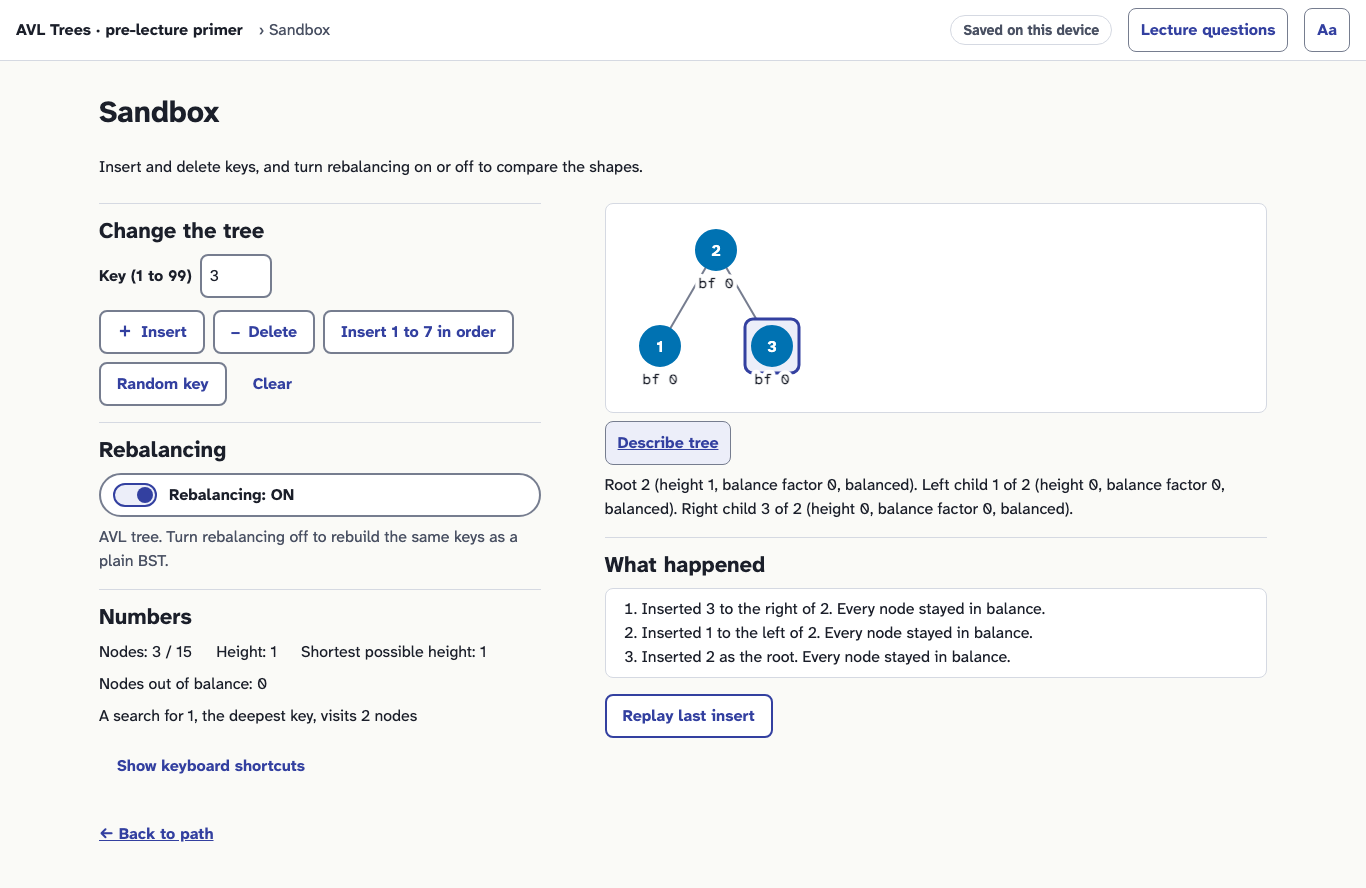 AVL Trees · pre-lecture primer › Sandbox
Saved on this device
Lecture questions
Aa
Sandbox
Insert and delete keys, and turn rebalancing on or off to compare the shapes.
Change the tree
Key (1 to 99) 3
+ Insert
– Delete
Insert 1 to 7 in order
Random key
Clear
Rebalancing
Rebalancing: ON
AVL tree. Turn rebalancing off to rebuild the same keys as a
plain BST.
Numbers
Nodes: 3 / 15 Height: 1 Shortest possible height: 1
Nodes out of balance: 0
A search for 1, the deepest key, visits 2 nodes
Show keyboard shortcuts
← Back to path
2
bf 0
1
3
bf 0
bf 0
Describe tree
Root 2 (height 1, balance factor 0, balanced). Left child 1 of 2 (height 0, balance factor 0,
balanced). Right child 3 of 2 (height 0, balance factor 0, balanced).
What happened
1. Inserted 3 to the right of 2. Every node stayed in balance.
2. Inserted 1 to the left of 2. Every node stayed in balance.
3. Inserted 2 as the root. Every node stayed in balance.
Replay last insert